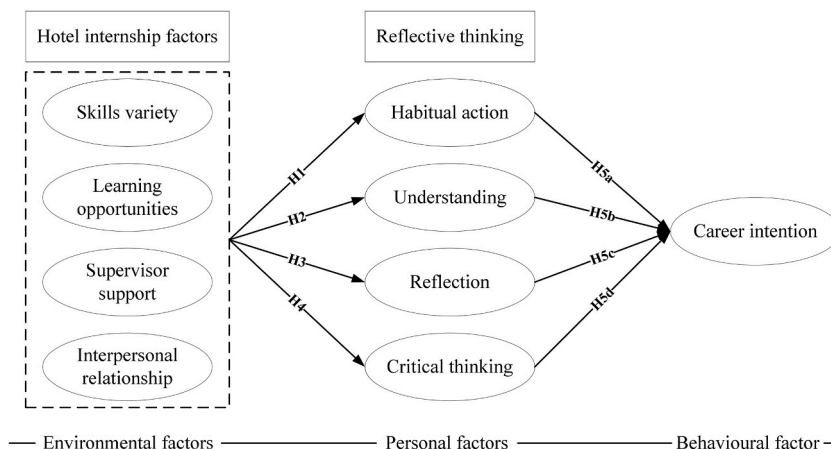 Hotel internship factors
Reflective thinking
Skills variety
Learning
opportunities
Supervisor
support
Interpersonal
relationship
H1
H2
H3
H4
Habitual action
Understanding
Reflection
Critical thinking
H5a
H5b
H5c
H5d
Career intention
Environmental factors
Personal factors
Behavioural factor